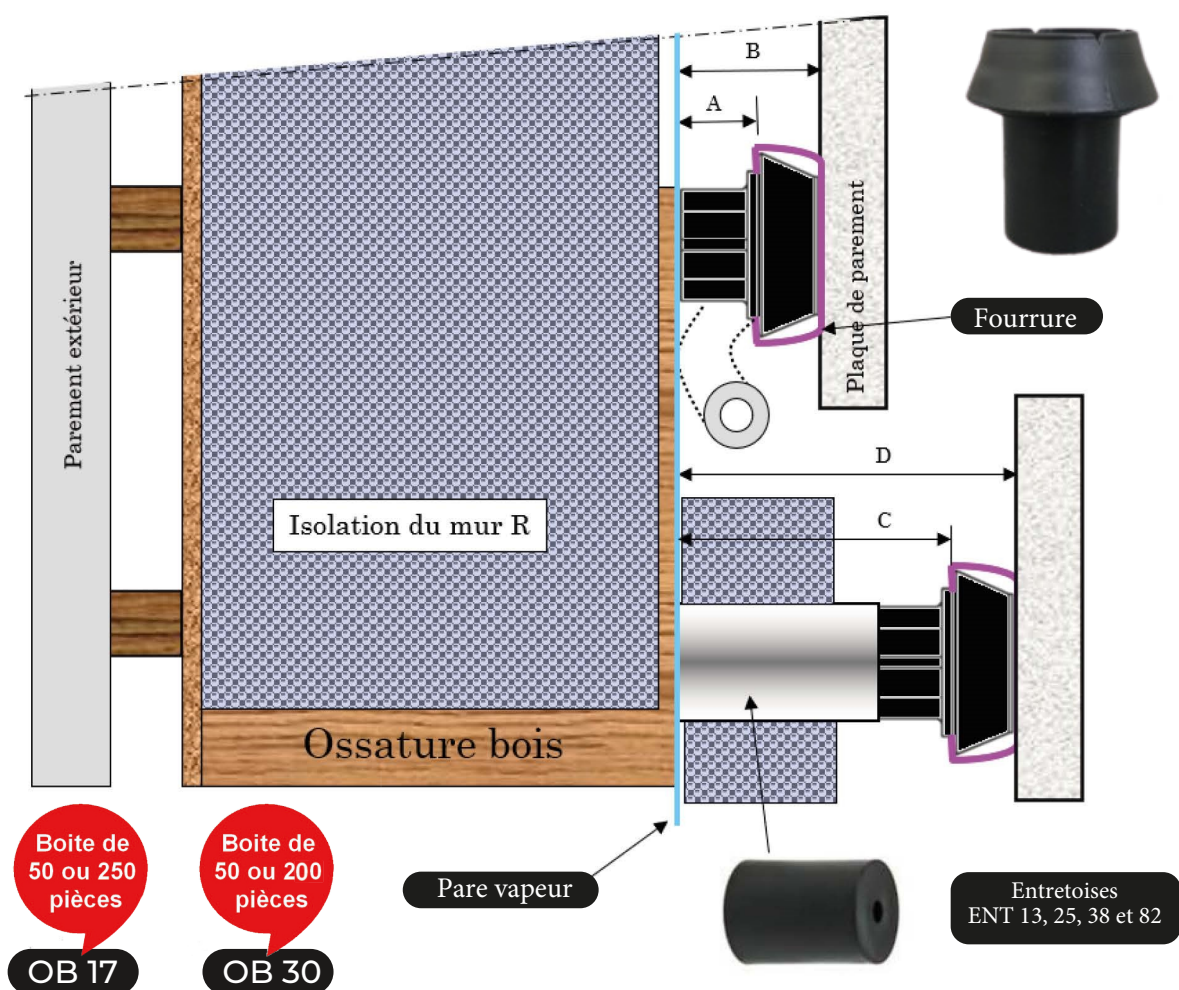 B
A
Parement extérieur
Plaque de parement
Fourrure
D
Isolation du mur R
C
Ossature bois
Boite de
50 ou 250
pièces
OB 17
Boite de
50 ou 200
pièces
OB 30
Pare vapeur
Entretoises
ENT 13, 25, 38 et 82